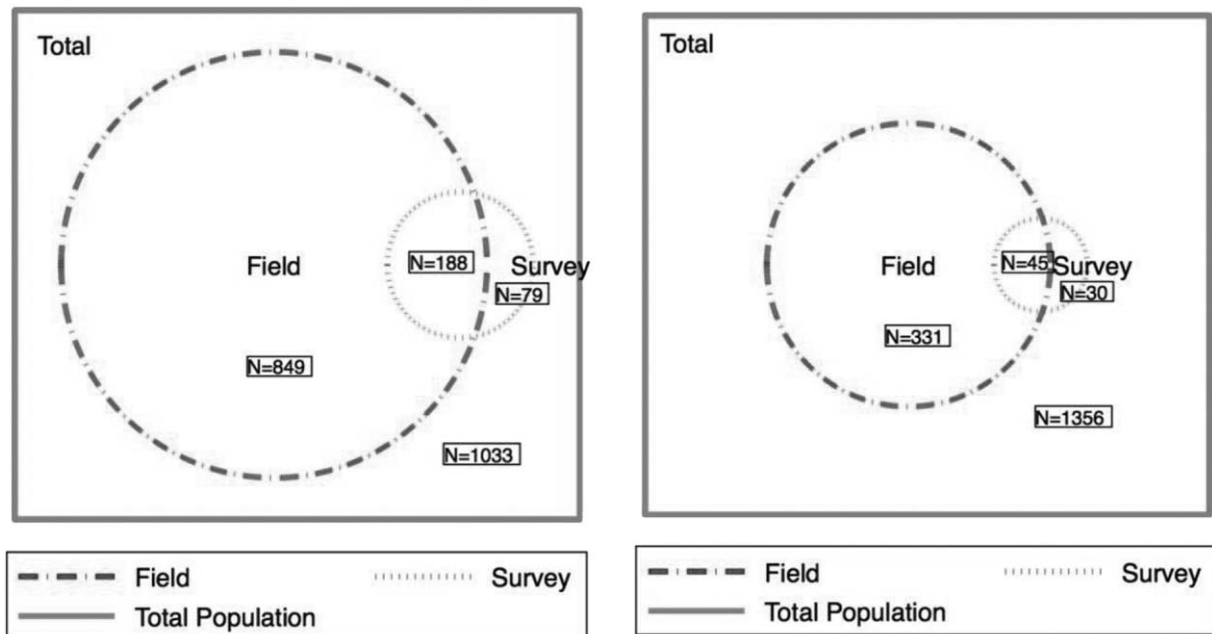 Total
Field
N=188
Survey
N=79
N=849
N=1033
Field
Survey
Total Population
Total
Field
N=45
Survey
N=30
N=331
N=1356
Field
Survey
Total Population